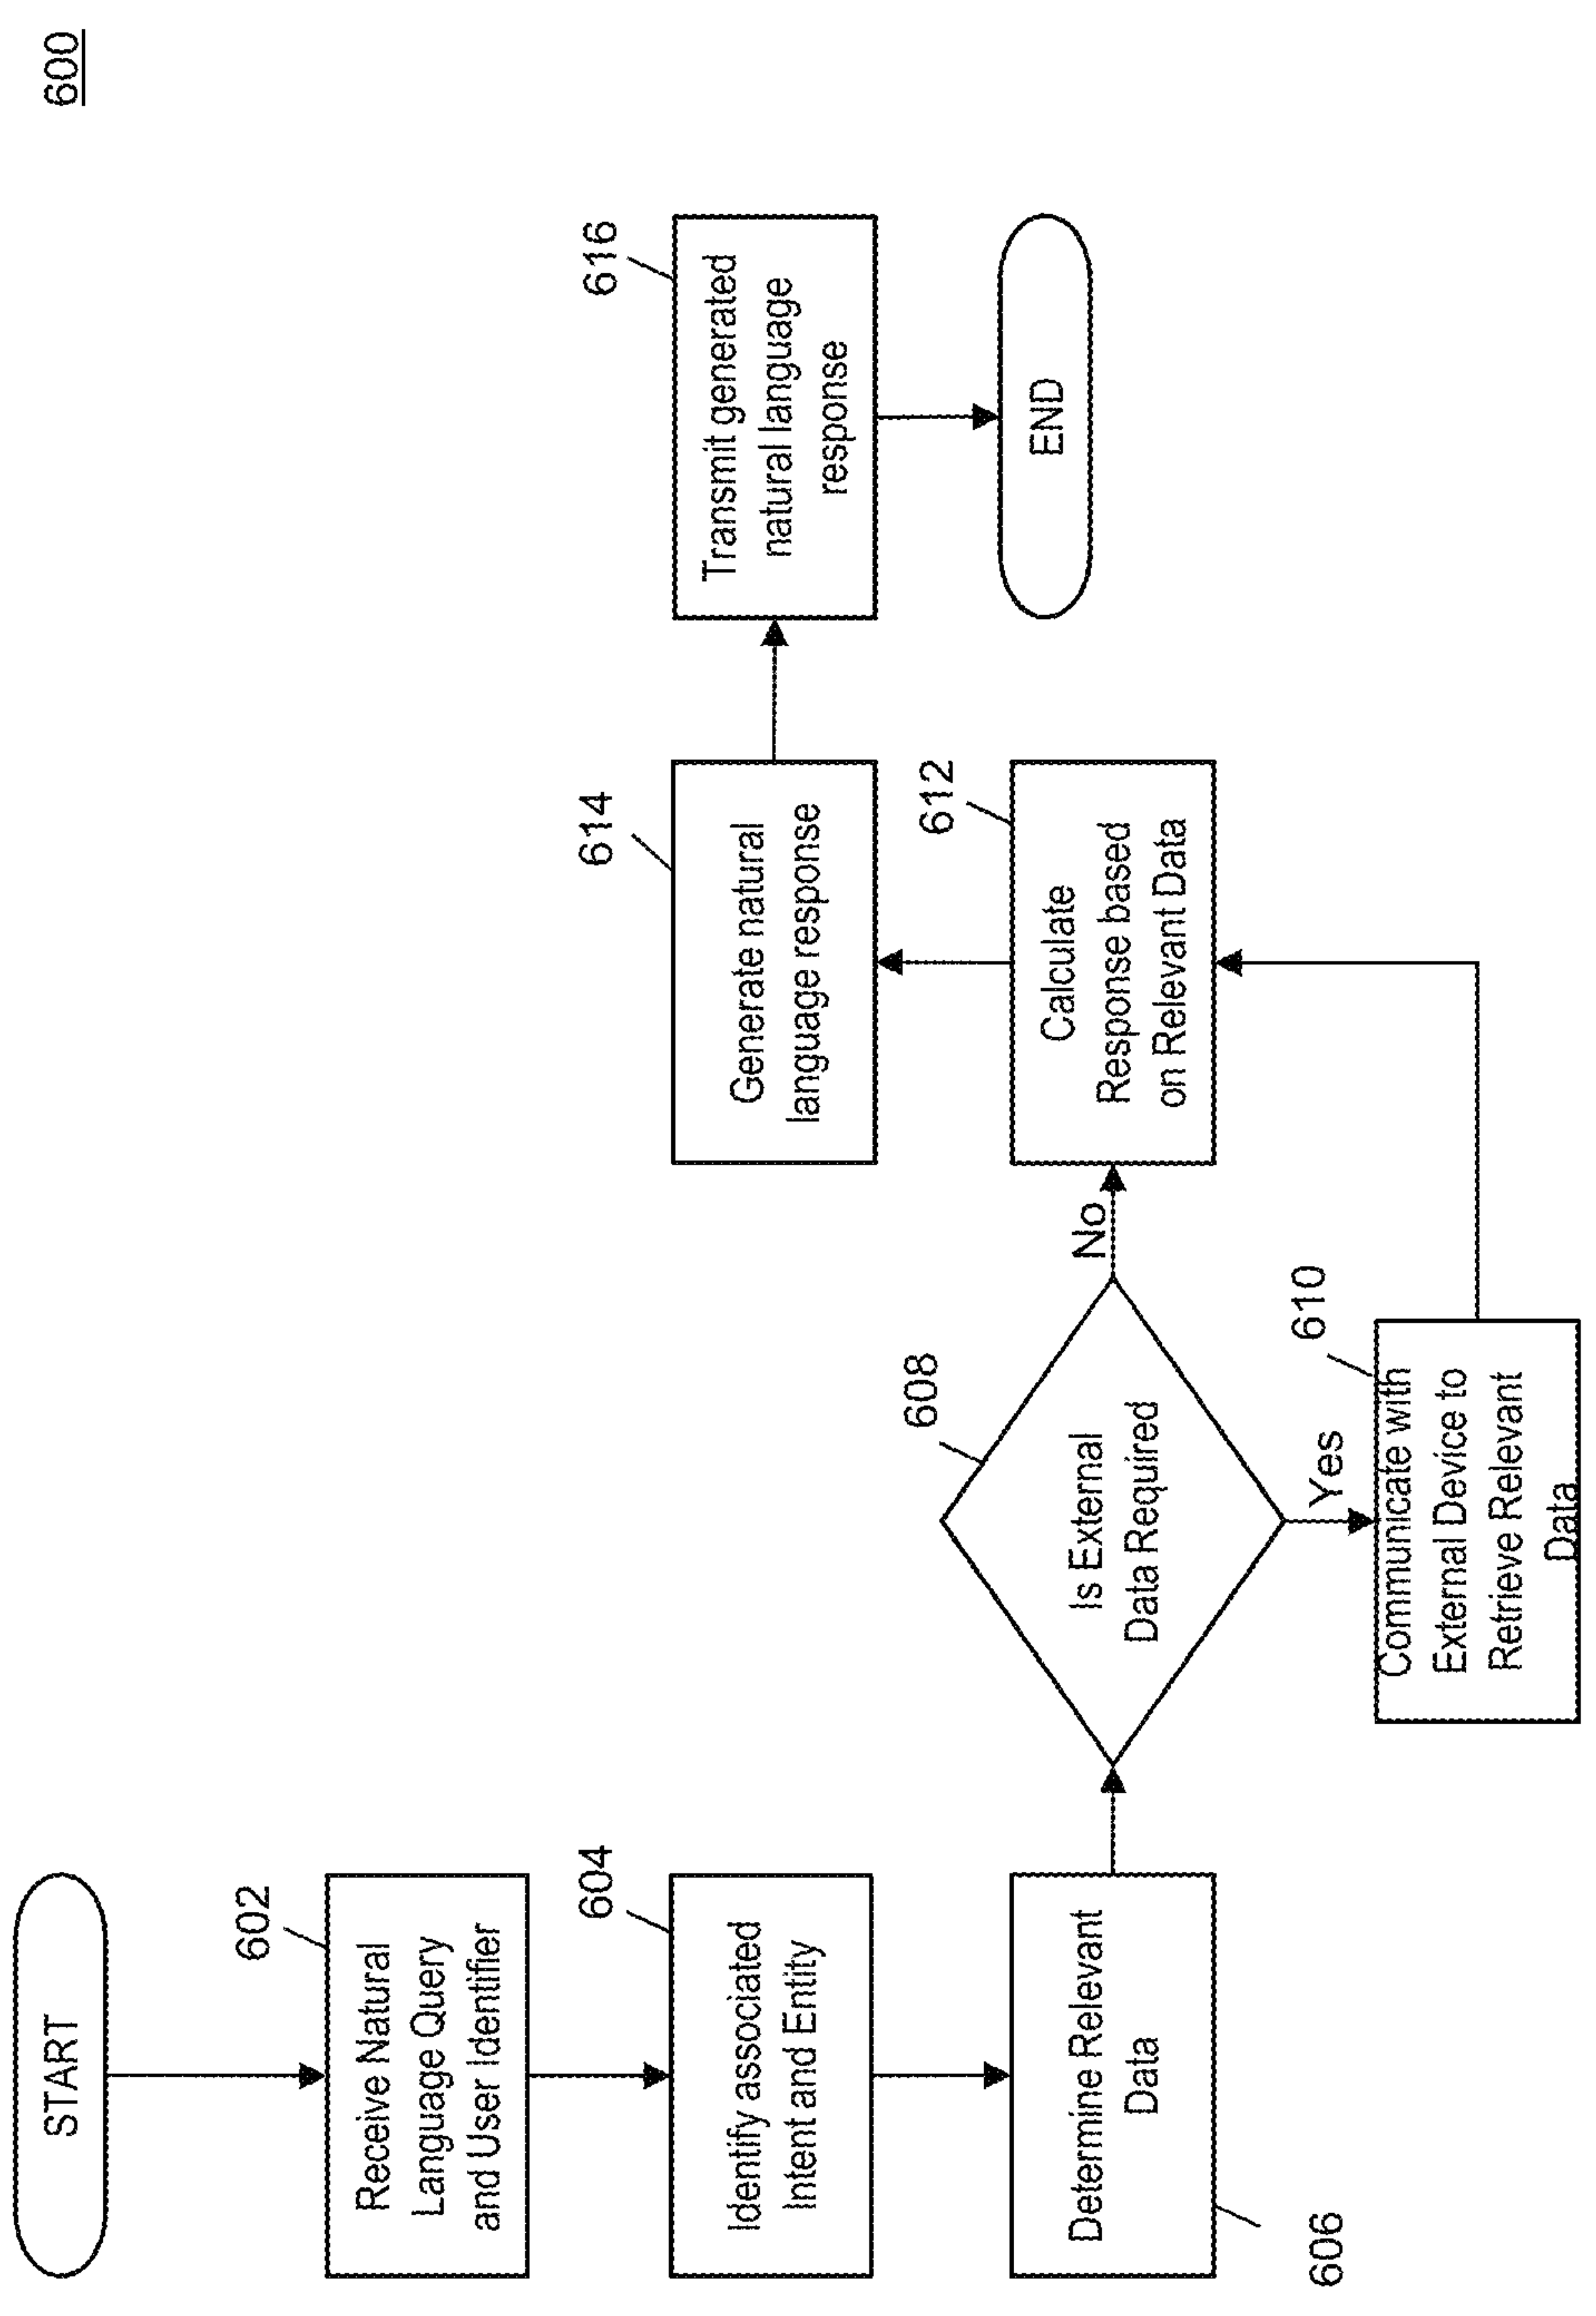 600
START
602
Receive Natural
Language Query
and User Identifier
604
Identify associated
Intent and Entity
606
Determine Relevant
Data
608
Is External
Data Required
Yes
No
610
Communicate with
External Device to
Retrieve Relevant
Data
612
Calculate
Response based
on Relevant Data
614
Generate natural
language response
616
Transmit generated
natural language
response
END